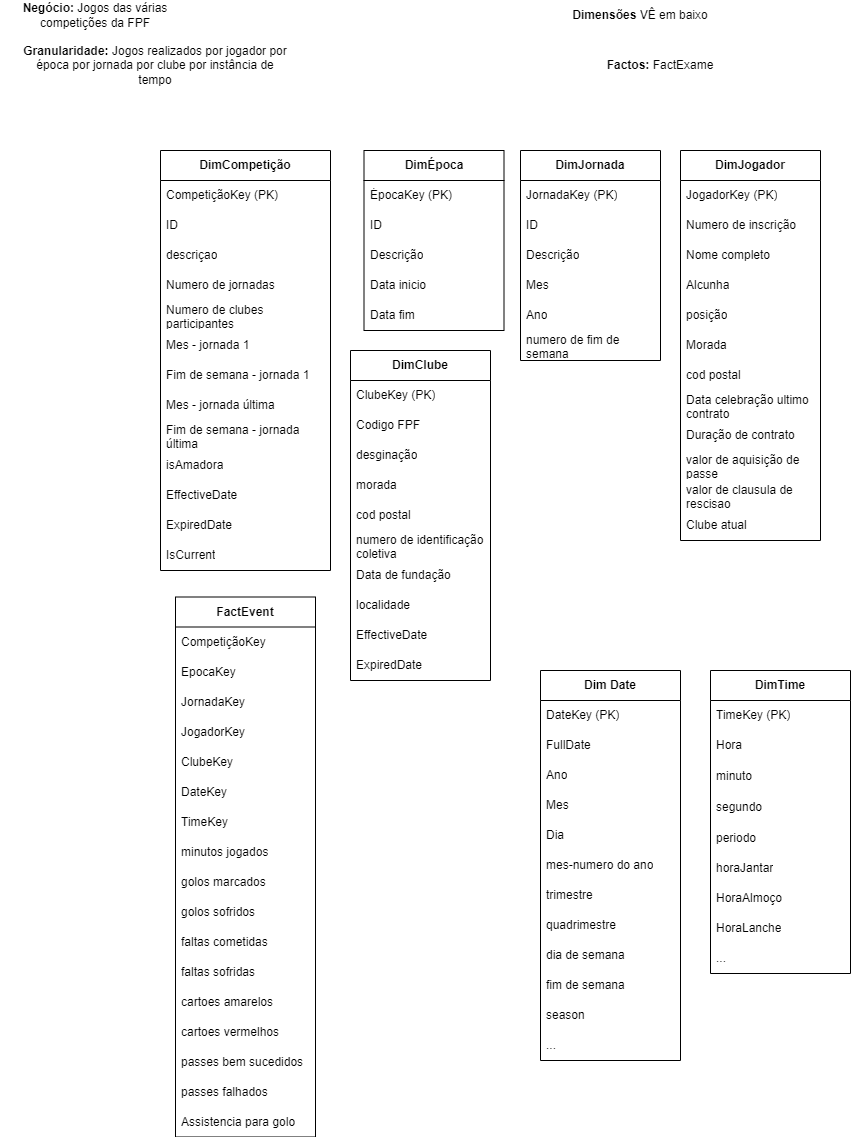 Negócio: Jogos das várias
competições da FPF
Dimensões VÊ em baixo
Granularidade: Jogos realizados por jogador por
época por jornada por clube por instância de
tempo
Factos: FactExame
DimCompetição
CompetiçãoKey (PK)
ID
descriçao
Numero de jornadas
Numero de clubes
participantes
Mes - jornada 1
Fim de semana - jornada 1
Mes - jornada última
Fim de semana - jornada
última
isAmadora
EffectiveDate
ExpiredDate
IsCurrent
DimÉpoca
ÉpocaKey (PK)
ID
Descrição
Data inicio
Data fim
DimJornada
JornadaKey (PK)
ID
Descrição
Mes
Ano
numero de fim de
semana
DimJogador
JogadorKey (PK)
Numero de inscrição
Nome completo
Alcunha
posição
Morada
cod postal
Data celebração ultimo
contrato
Duração de contrato
valor de aquisição de
passe
valor de clausula de
rescisao
Clube atual
DimClube
ClubeKey (PK)
Codigo FPF
desginação
morada
cod postal
numero de identificação
coletiva
Data de fundação
localidade
EffectiveDate
ExpiredDate
FactEvent
CompetiçãoKey
EpocaKey
JornadaKey
JogadorKey
ClubeKey
DateKey
TimeKey
minutos jogados
golos marcados
golos sofridos
faltas cometidas
faltas sofridas
cartoes amarelos
cartoes vermelhos
passes bem sucedidos
passes falhados
Assistencia para golo
Dim Date
DateKey (PK)
FullDate
Ano
Mes
Dia
mes-numero do ano
trimestre
quadrimestre
dia de semana
fim de semana
season
...
DimTime
TimeKey (PK)
Hora
minuto
segundo
periodo
horaJantar
HoraAlmoço
HoraLanche
...